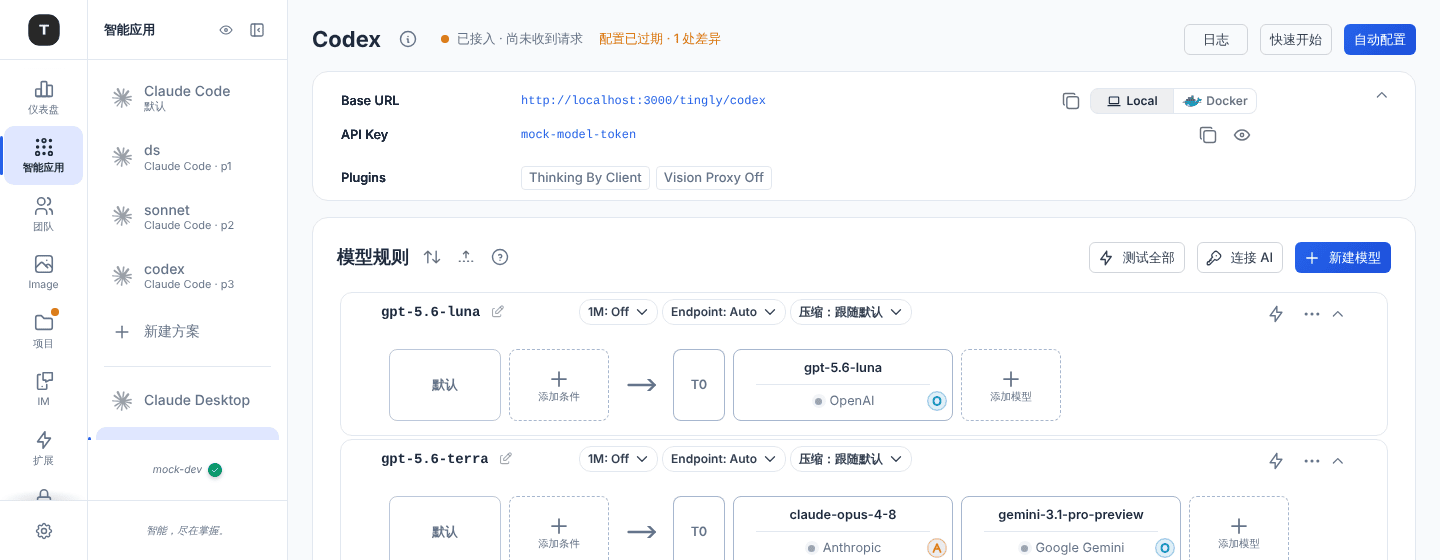 T
智能应用
仪表盘
智能应用
团队
Image
项目
IM
扩展
Claude Code
默认
ds
Claude Code · p1
sonnet
Claude Code · p2
codex
Claude Code · p3
新建方案
Claude Desktop
mock-dev
智能，尽在掌握。
Codex
已接入 · 尚未收到请求 配置已过期 · 1 处差异
日志 快速开始 自动配置
Base URL http://localhost:3000/tingly/codex Local Docker
API Key mock-model-token
Plugins Thinking By Client Vision Proxy Off
模型规则
测试全部 连接 AI 新建模型
gpt-5.6-luna 1M: Off Endpoint: Auto 压缩：跟随默认
默认 添加条件 T0 gpt-5.6-luna
OpenAI O 添加模型
gpt-5.6-terra 1M: Off Endpoint: Auto 压缩：跟随默认
默认 添加条件 T0 claude-opus-4-8 gemini-3.1-pro-preview
Anthropic A Google Gemini O 添加模型